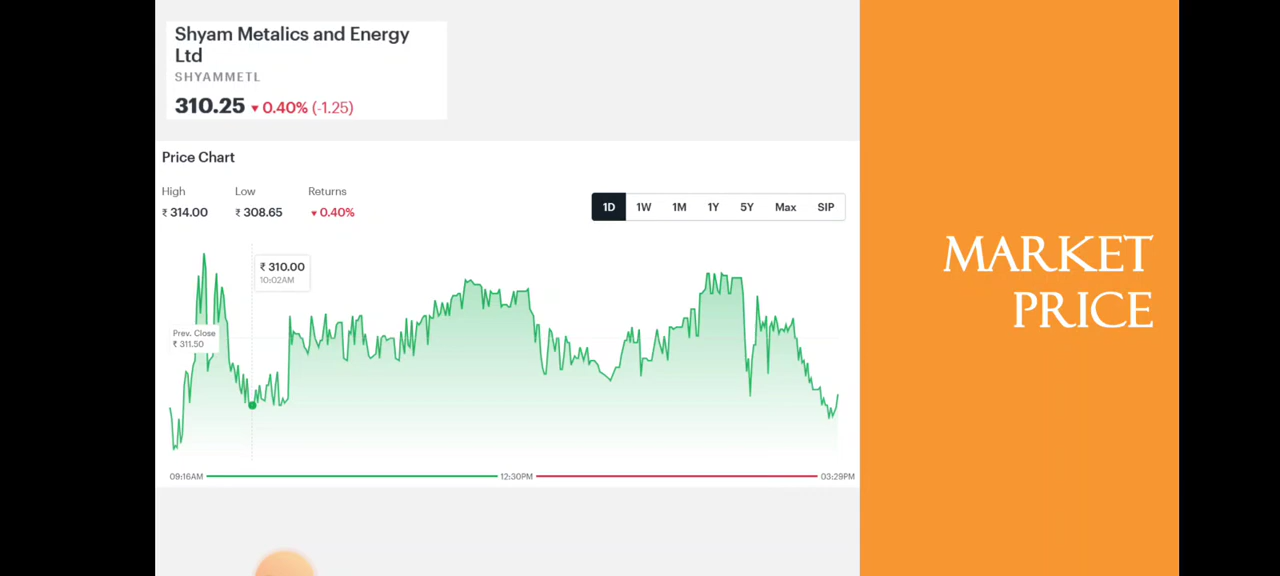 Shyam Metalics and Energy
Ltd
SHYAMMETL
310.25 ▼ 0.40% (-1.25)
Price Chart
High Low Returns
₹ 314.00 ₹ 308.65 ▼ 0.40%
1D 1W 1M 1Y 5Y Max SIP
₹ 310.00
10:02AM
Prev. Close
₹ 311.50
09:16AM 12:30PM 03:29PM
MARKET
PRICE